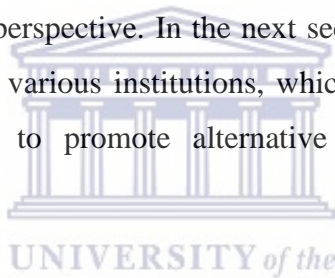 perspective. In the next sec
various institutions, whic
to promote alternative
UNIVERSITY of the